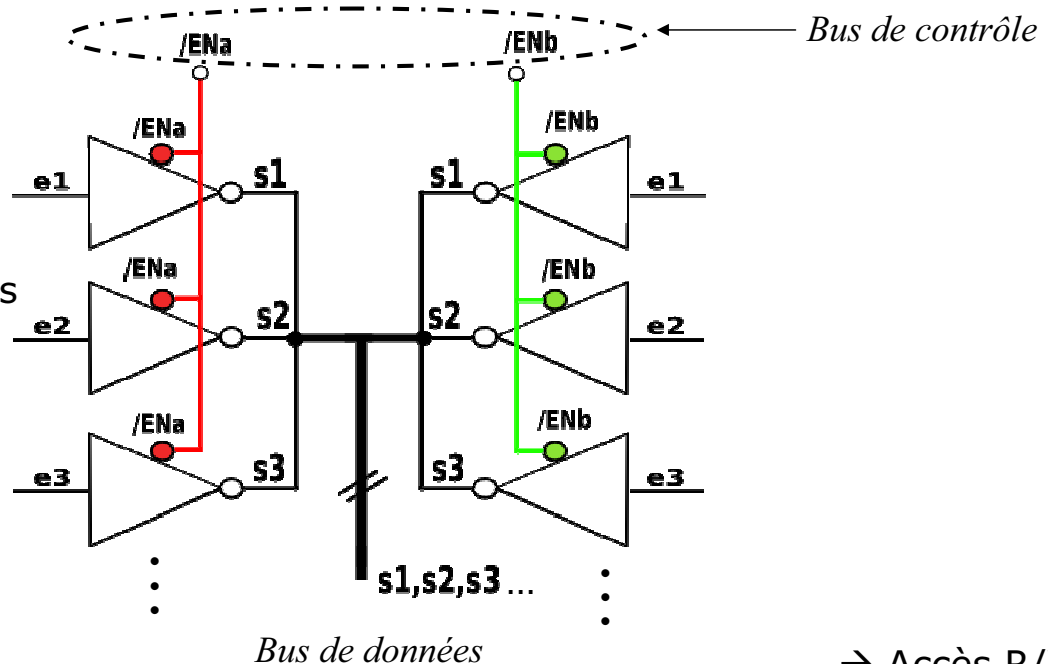 Bus de contrôle
/ENa /ENb
/ENa /ENb
e1 s1 s1 e1
/ENa /ENb
s
e2 s2 s2 e2
/ENa /ENb
e3 s3 s3 e3
s1,s2,s3 ...
Bus de données
→ Accès R/